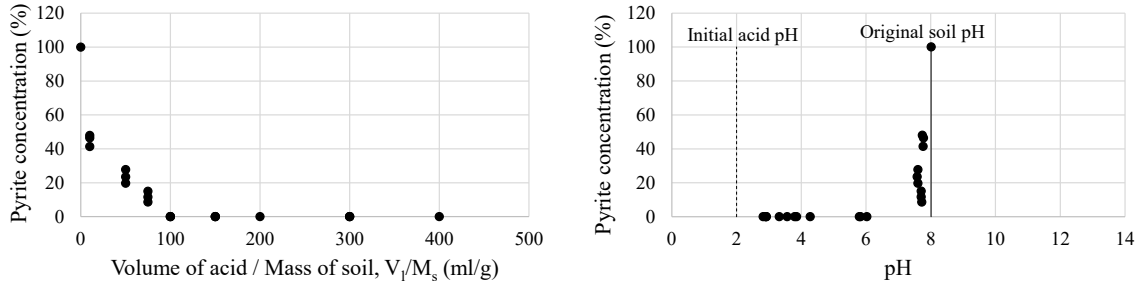 Pyrite concentration (%)
120
100
80
60
40
20
0
0 100 200 300 400 500
Volume of acid / Mass of soil, Vl/Ms (ml/g)
Pyrite concentration (%)
120
100
80
60
40
20
0
Initial acid pH
Original soil pH
0 2 4 6 8 10 12 14
pH